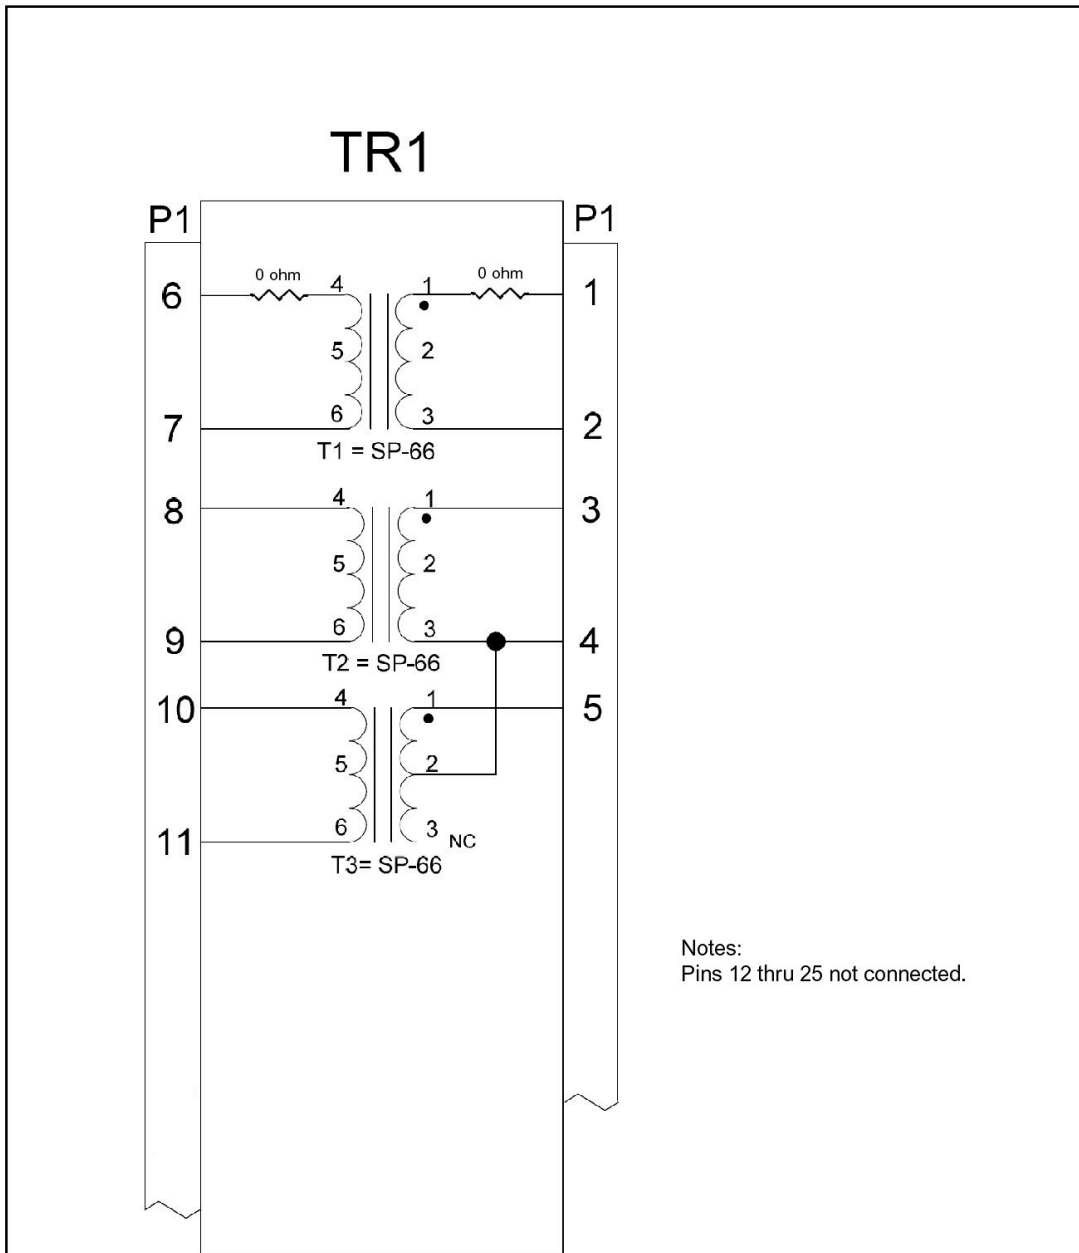 TR1
P1 P1
6 0 ohm 4 1 0 ohm 1
5 2
7 6 3 2
T1 = SP-66
8 4 1 3
5 2
9 6 3 4
T2 = SP-66
10 4 1 5
5 2
11 6 3 NC
T3= SP-66
Notes:
Pins 12 thru 25 not connected.